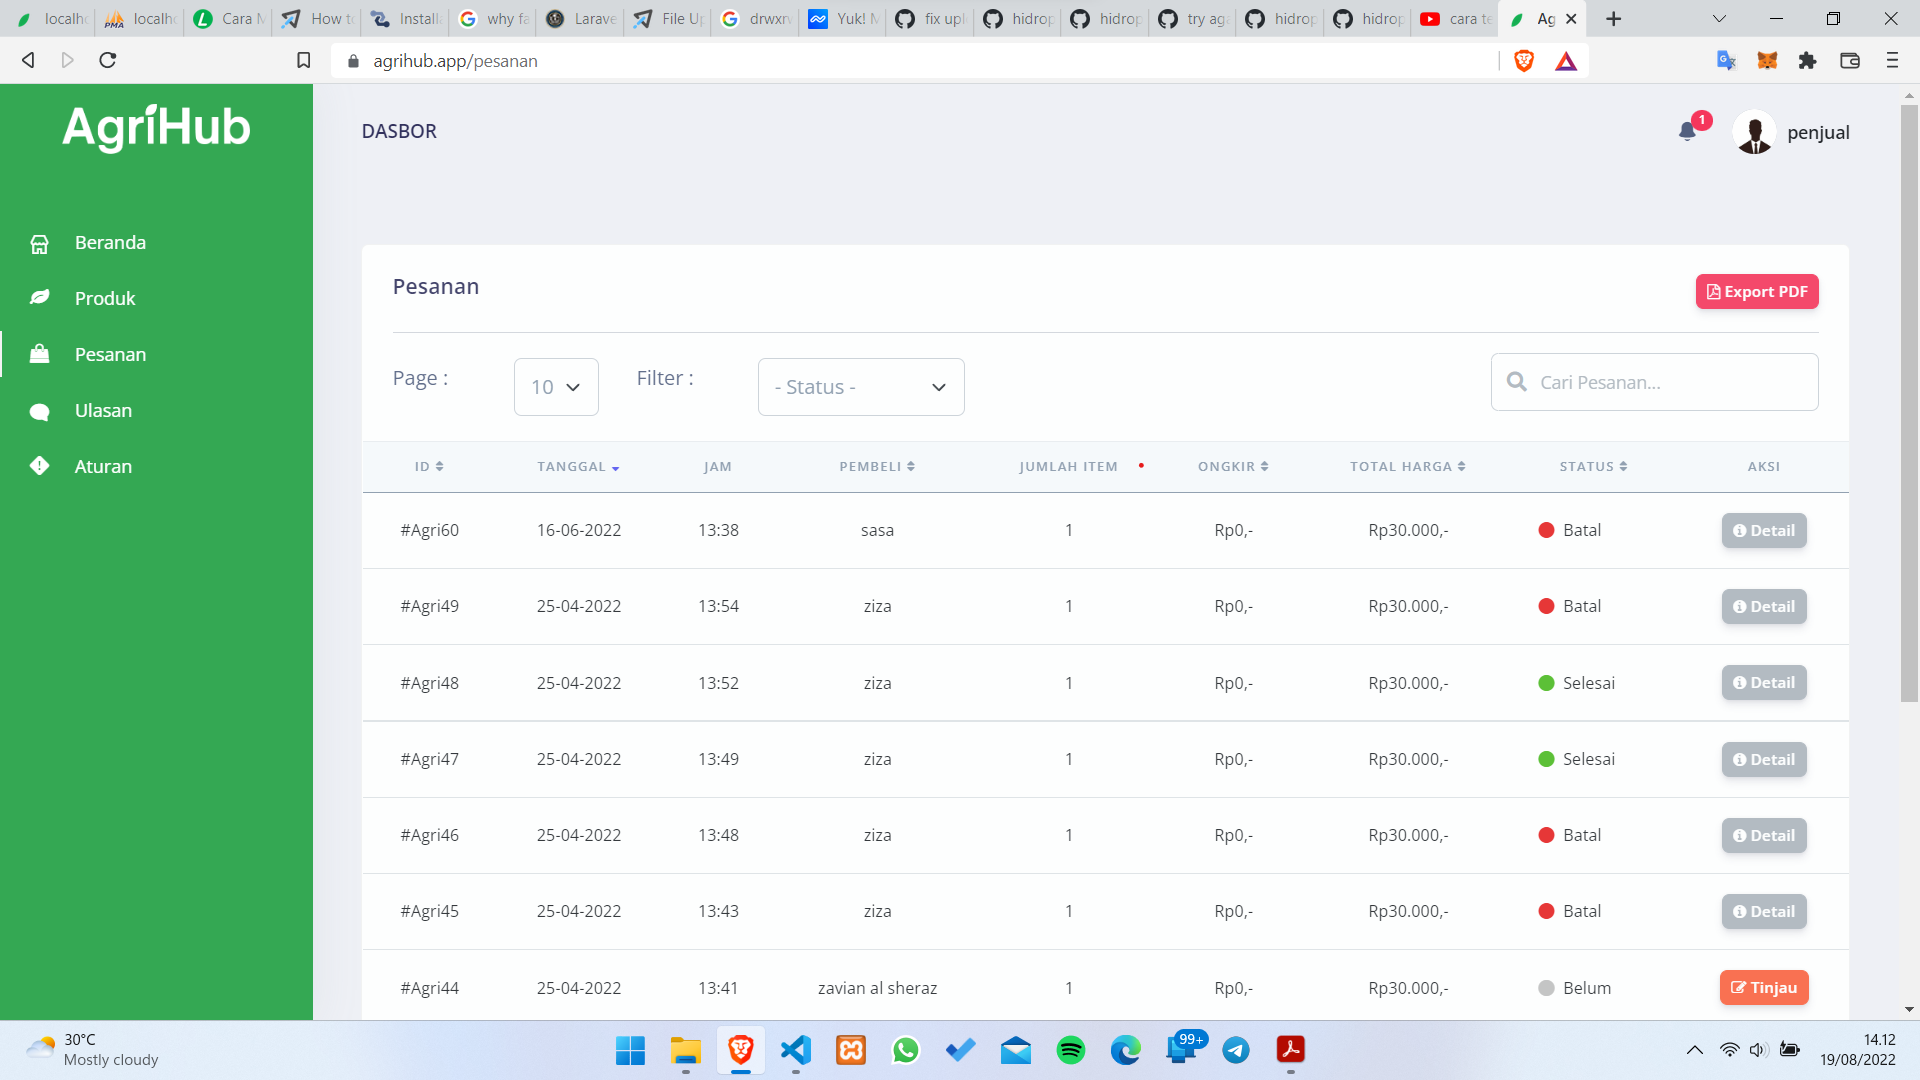 localho
PMA
localho
Cara M
How to
Installa
why fa
Larave
File Up
drwxrw
Yuk! M
fix upl
hidrop
hidrop
try aga
hidrop
hidrop
cara te
Ag
agrihub.app/pesanan
AgriHub
DASBOR
1
penjual
Beranda
Produk
Pesanan
Ulasan
Aturan
Pesanan
Export PDF
Page :
10
Filter :
- Status -
Cari Pesanan...
ID TANGGAL JAM PEMBELI JUMLAH ITEM ONGKIR TOTAL HARGA STATUS AKSI
#Agri60 16-06-2022 13:38 sasa 1 Rp0,- Rp30.000,- Batal Detail
#Agri49 25-04-2022 13:54 ziza 1 Rp0,- Rp30.000,- Batal Detail
#Agri48 25-04-2022 13:52 ziza 1 Rp0,- Rp30.000,- Selesai Detail
#Agri47 25-04-2022 13:49 ziza 1 Rp0,- Rp30.000,- Selesai Detail
#Agri46 25-04-2022 13:48 ziza 1 Rp0,- Rp30.000,- Batal Detail
#Agri45 25-04-2022 13:43 ziza 1 Rp0,- Rp30.000,- Batal Detail
#Agri44 25-04-2022 13:41 zavian al sheraz 1 Rp0,- Rp30.000,- Belum Tinjau
30°C
Mostly cloudy
99+
14.12
19/08/2022